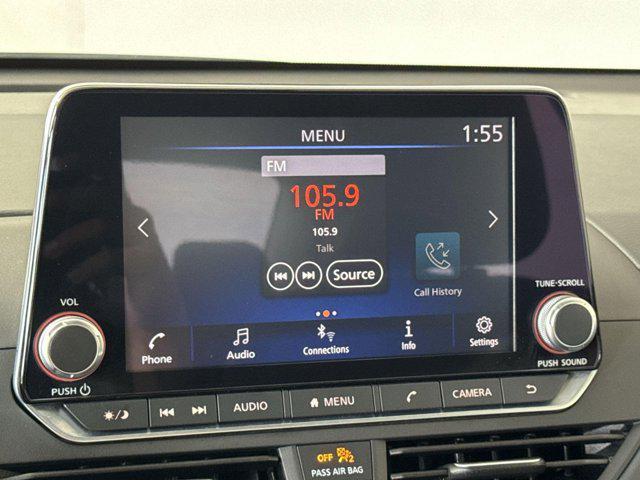 MENU
1:55
FM
105.9
FM
105.9
Talk
Source
Call History
Phone
Audio
Connections
Info
Settings
VOL
PUSH
TUNE·SCROLL
PUSH SOUND
AUDIO
MENU
CAMERA
OFF 2
PASS AIR BAG